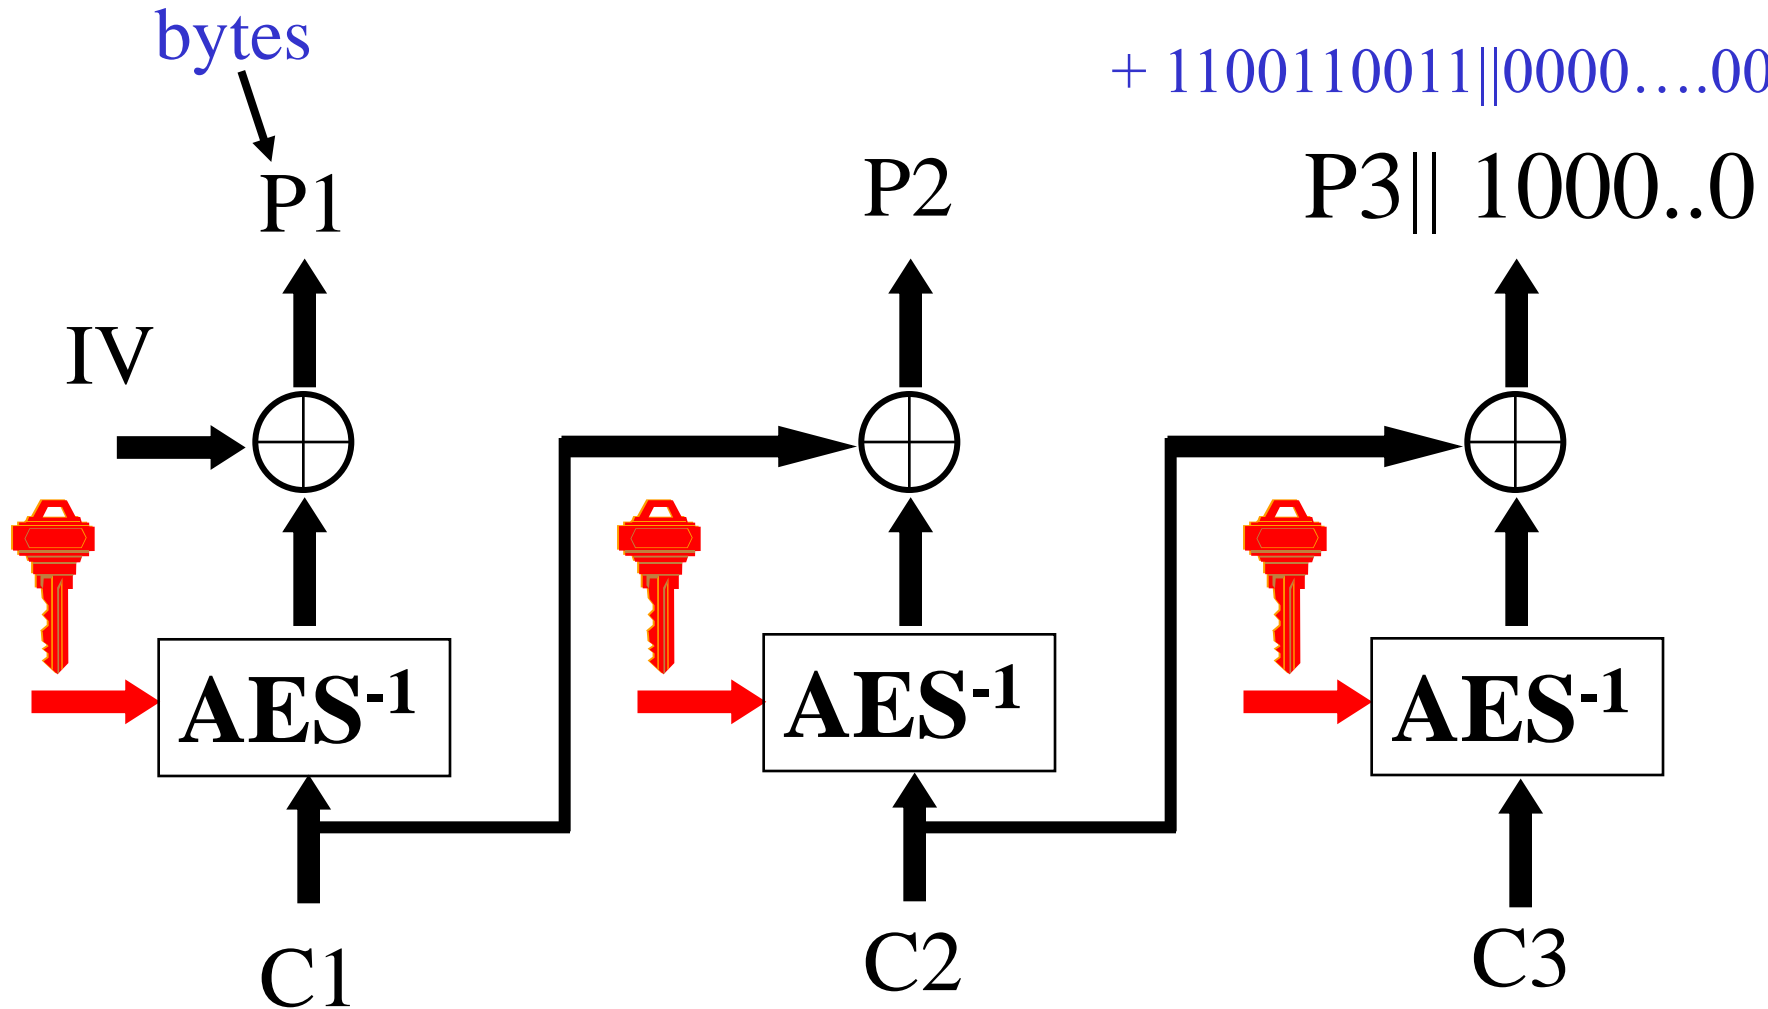 bytes
+ 1100110011||0000….00
P1
P2
P3|| 1000..0
IV
AES-1
AES-1
AES-1
C1
C2
C3